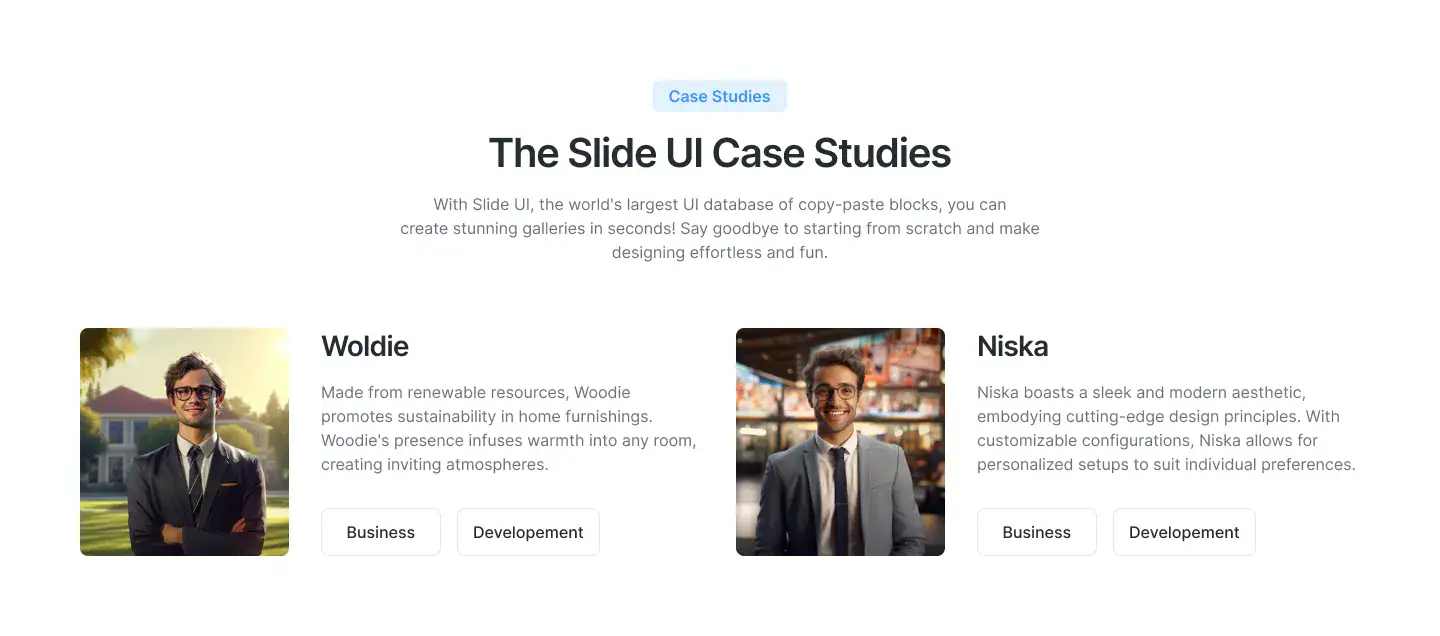 Case Studies
The Slide UI Case Studies
With Slide UI, the world's largest UI database of copy-paste blocks, you can
create stunning galleries in seconds! Say goodbye to starting from scratch and make
designing effortless and fun.
Woldie
Made from renewable resources, Woodie
promotes sustainability in home furnishings.
Woodie's presence infuses warmth into any room,
creating inviting atmospheres.
Business
Developement
Niska
Niska boasts a sleek and modern aesthetic,
embodying cutting-edge design principles. With
customizable configurations, Niska allows for
personalized setups to suit individual preferences.
Business
Developement